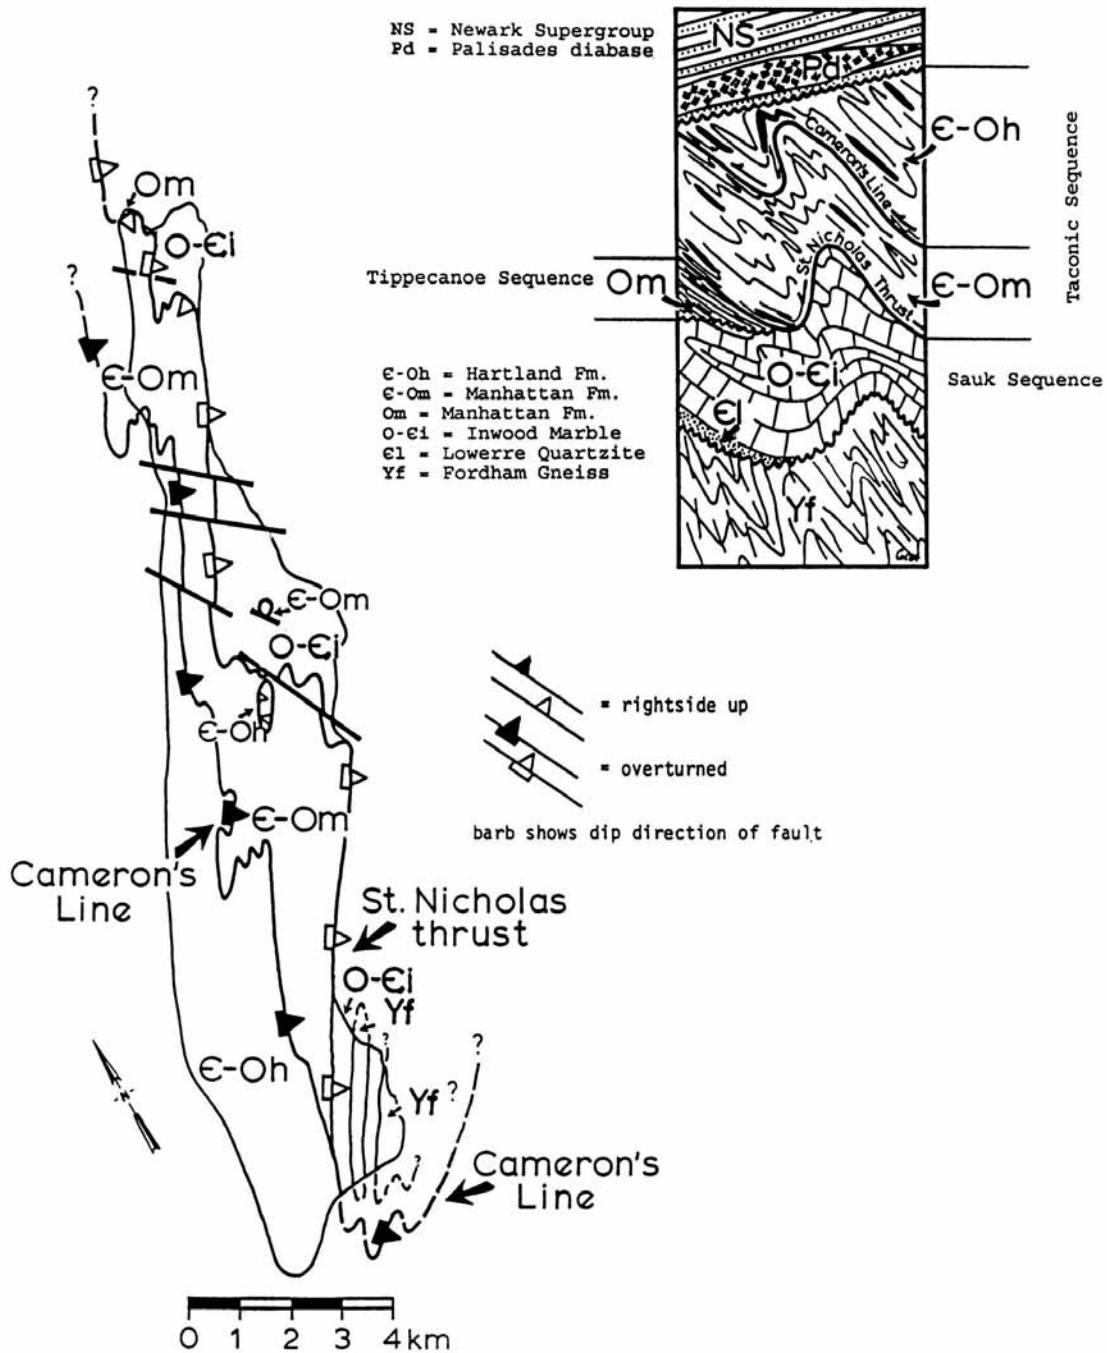 NS = Newark Supergroup
Pd = Palisades diabase
NS
Pd
Cameron's Line
Є-Oh
Taconic Sequence
St. Nicholas Thrust
Tippecanoe Sequence
Om
Є-Om
O-Єi
Sauk Sequence
Єl
Yf
Є-Oh = Hartland Fm.
Є-Om = Manhattan Fm.
Om = Manhattan Fm.
O-Єi = Inwood Marble
Єl = Lowerre Quartzite
Yf = Fordham Gneiss
?
Om
O-Єi
?
Є-Om
Є-Om
O-Єi
Є-Oh
Є-Om
Cameron's
Line
= rightside up
= overturned
barb shows dip direction of fault
St. Nicholas
thrust
O-Єi
Yf
?
?
Є-Oh
Yf ?
?
Cameron's
Line
0 1 2 3 4 km